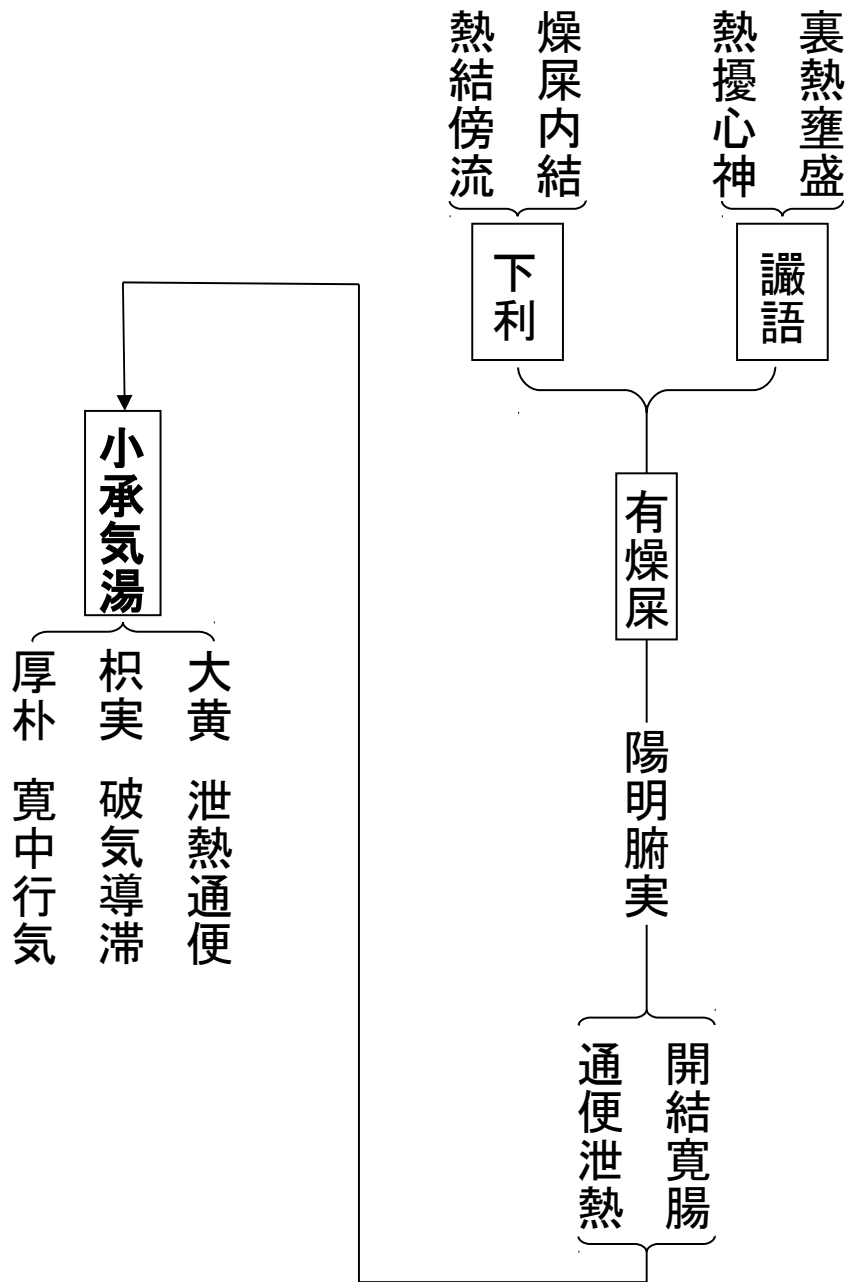 裏熱壅盛
熱擾心神
讝語
燥屎内結
熱結傍流
下利
有燥屎
陽明腑実
開結寛腸
通便泄熱
小承気湯
大黄 泄熱通便
枳実 破気導滞
厚朴 寛中行気